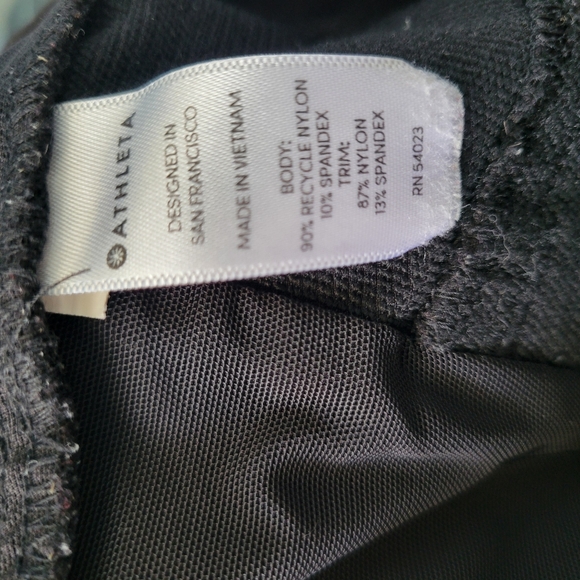 ATHLETA
DESIGNED IN
SAN FRANCISCO
MADE IN VIETNAM
BODY:
90% RECYCLE NYLON
10% SPANDEX
TRIM:
87% NYLON
13% SPANDEX
RN 54023